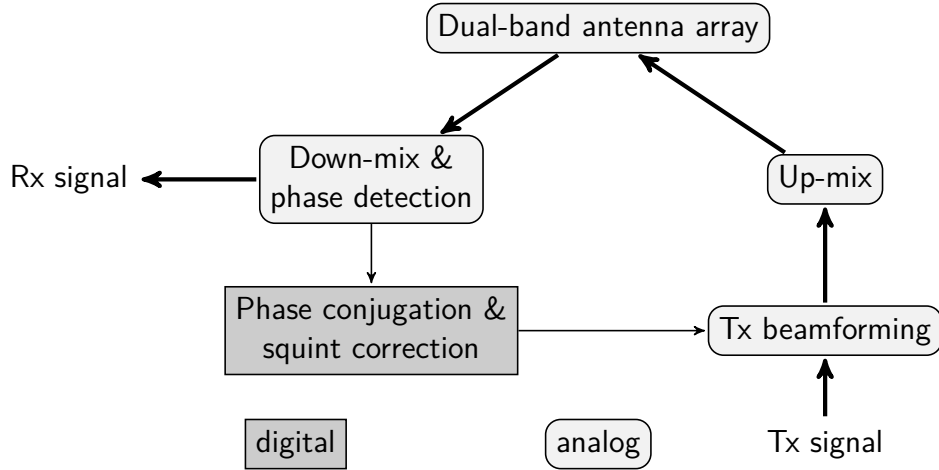 Dual-band antenna array
Down-mix &
phase detection
Rx signal
Up-mix
Phase conjugation &
squint correction
Tx beamforming
digital
analog
Tx signal